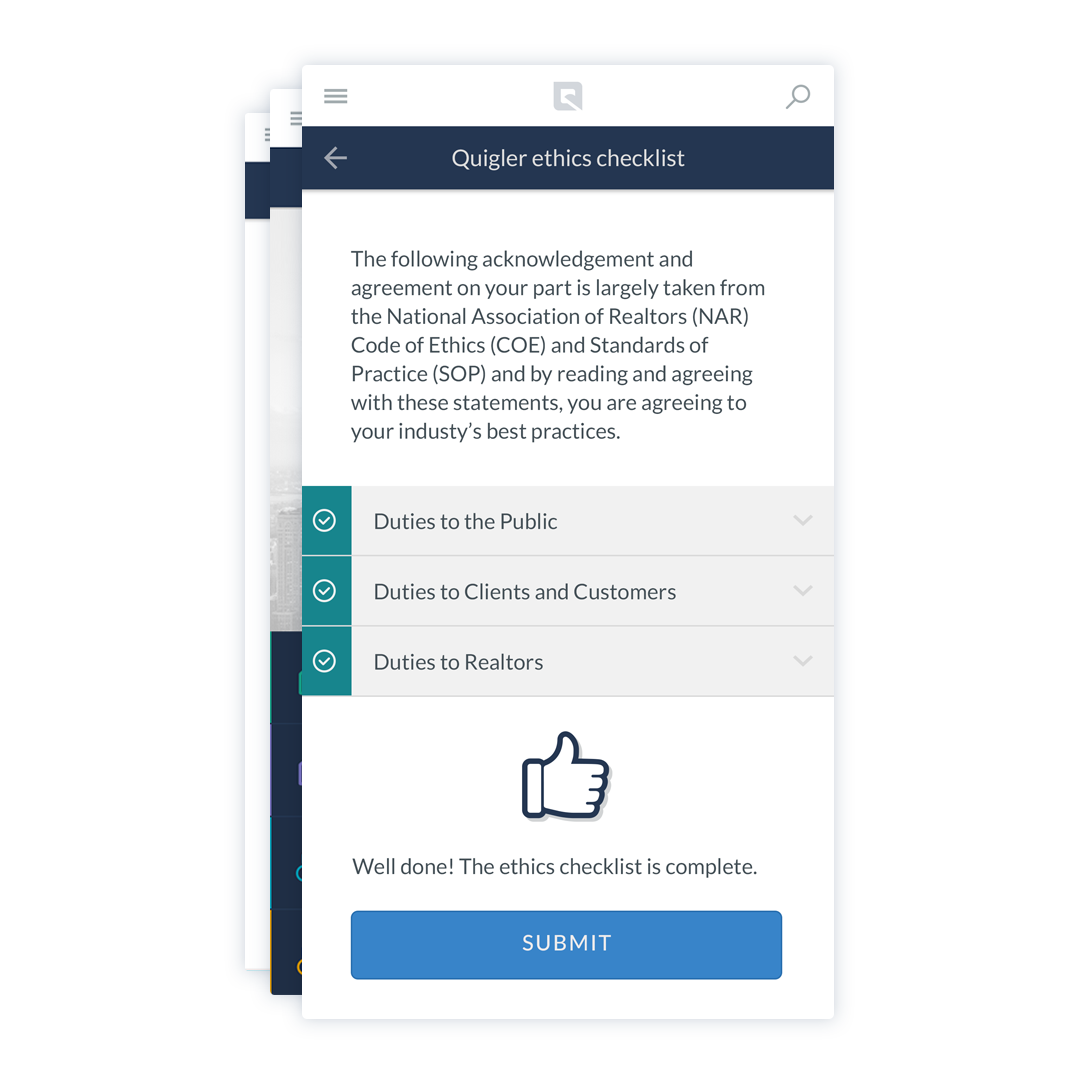 Quigler ethics checklist
The following acknowledgement and
agreement on your part is largely taken from
the National Association of Realtors (NAR)
Code of Ethics (COE) and Standards of
Practice (SOP) and by reading and agreeing
with these statements, you are agreeing to
your industy’s best practices.
Duties to the Public
Duties to Clients and Customers
Duties to Realtors
Well done! The ethics checklist is complete.
SUBMIT